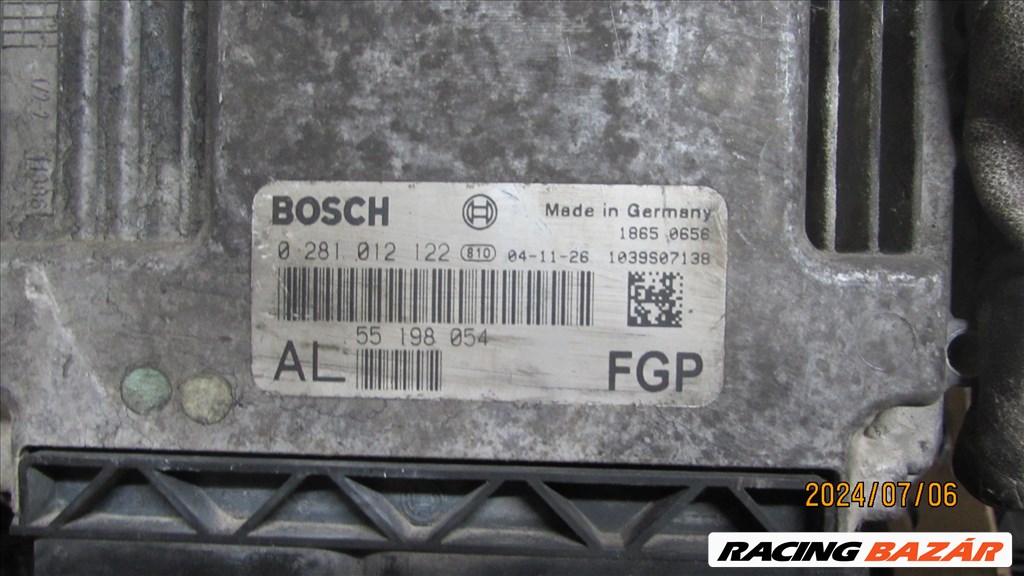 BOSCH Made in Germany
1865 0656
0 281 012 122 810 04-11-26 1039S07138
55 198 054
AL FGP
2024/07/06
RACING BAZÁR